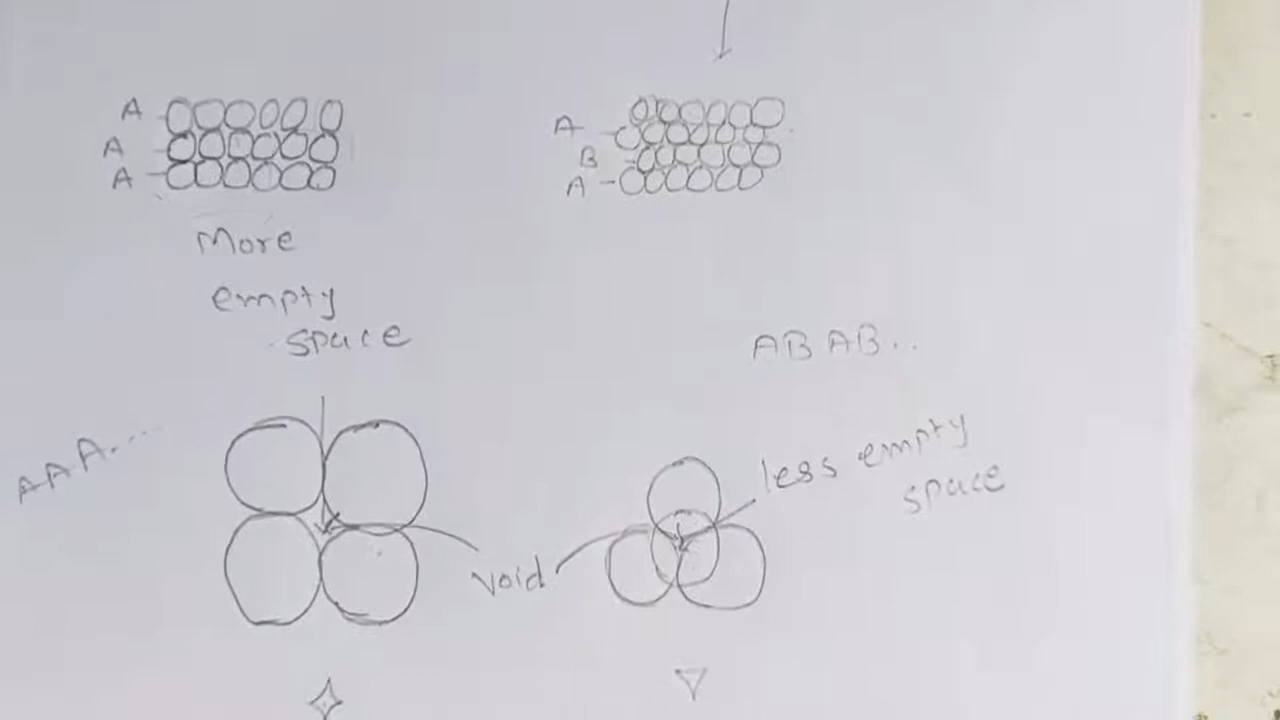 A
A
A
A
B
A
More
empty
space
ABAB..
AAA....
less empty
space
void